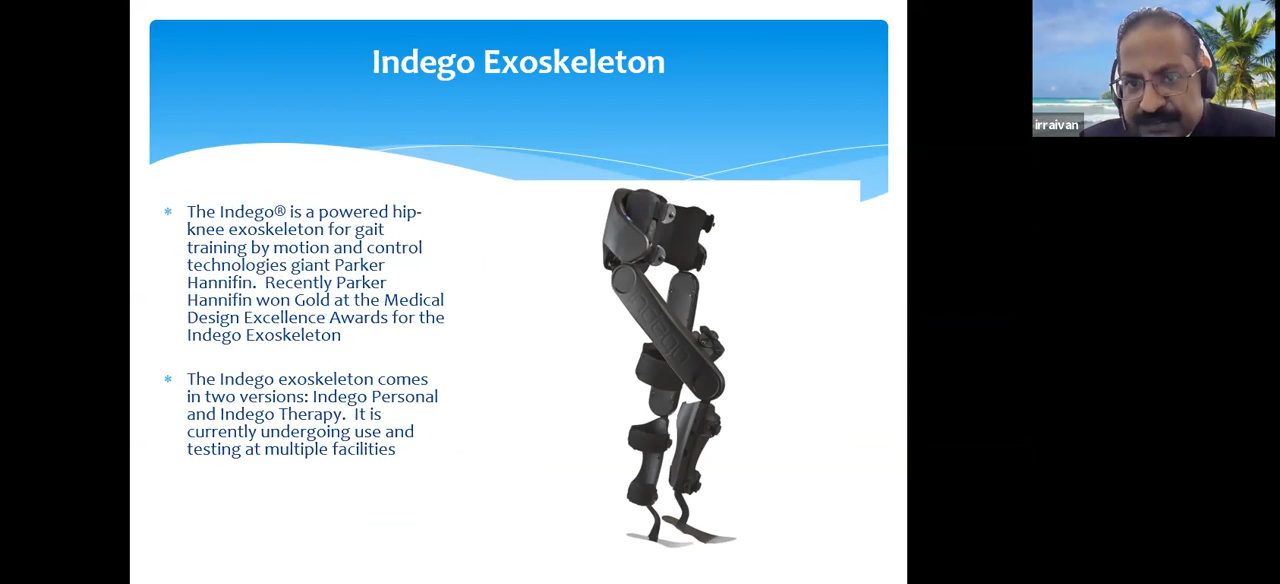 Indego Exoskeleton
irraivan
The Indego® is a powered hip-
knee exoskeleton for gait
training by motion and control
technologies giant Parker
Hannifin. Recently Parker
Hannifin won Gold at the Medical
Design Excellence Awards for the
Indego Exoskeleton
The Indego exoskeleton comes
in two versions: Indego Personal
and Indego Therapy. It is
currently undergoing use and
testing at multiple facilities